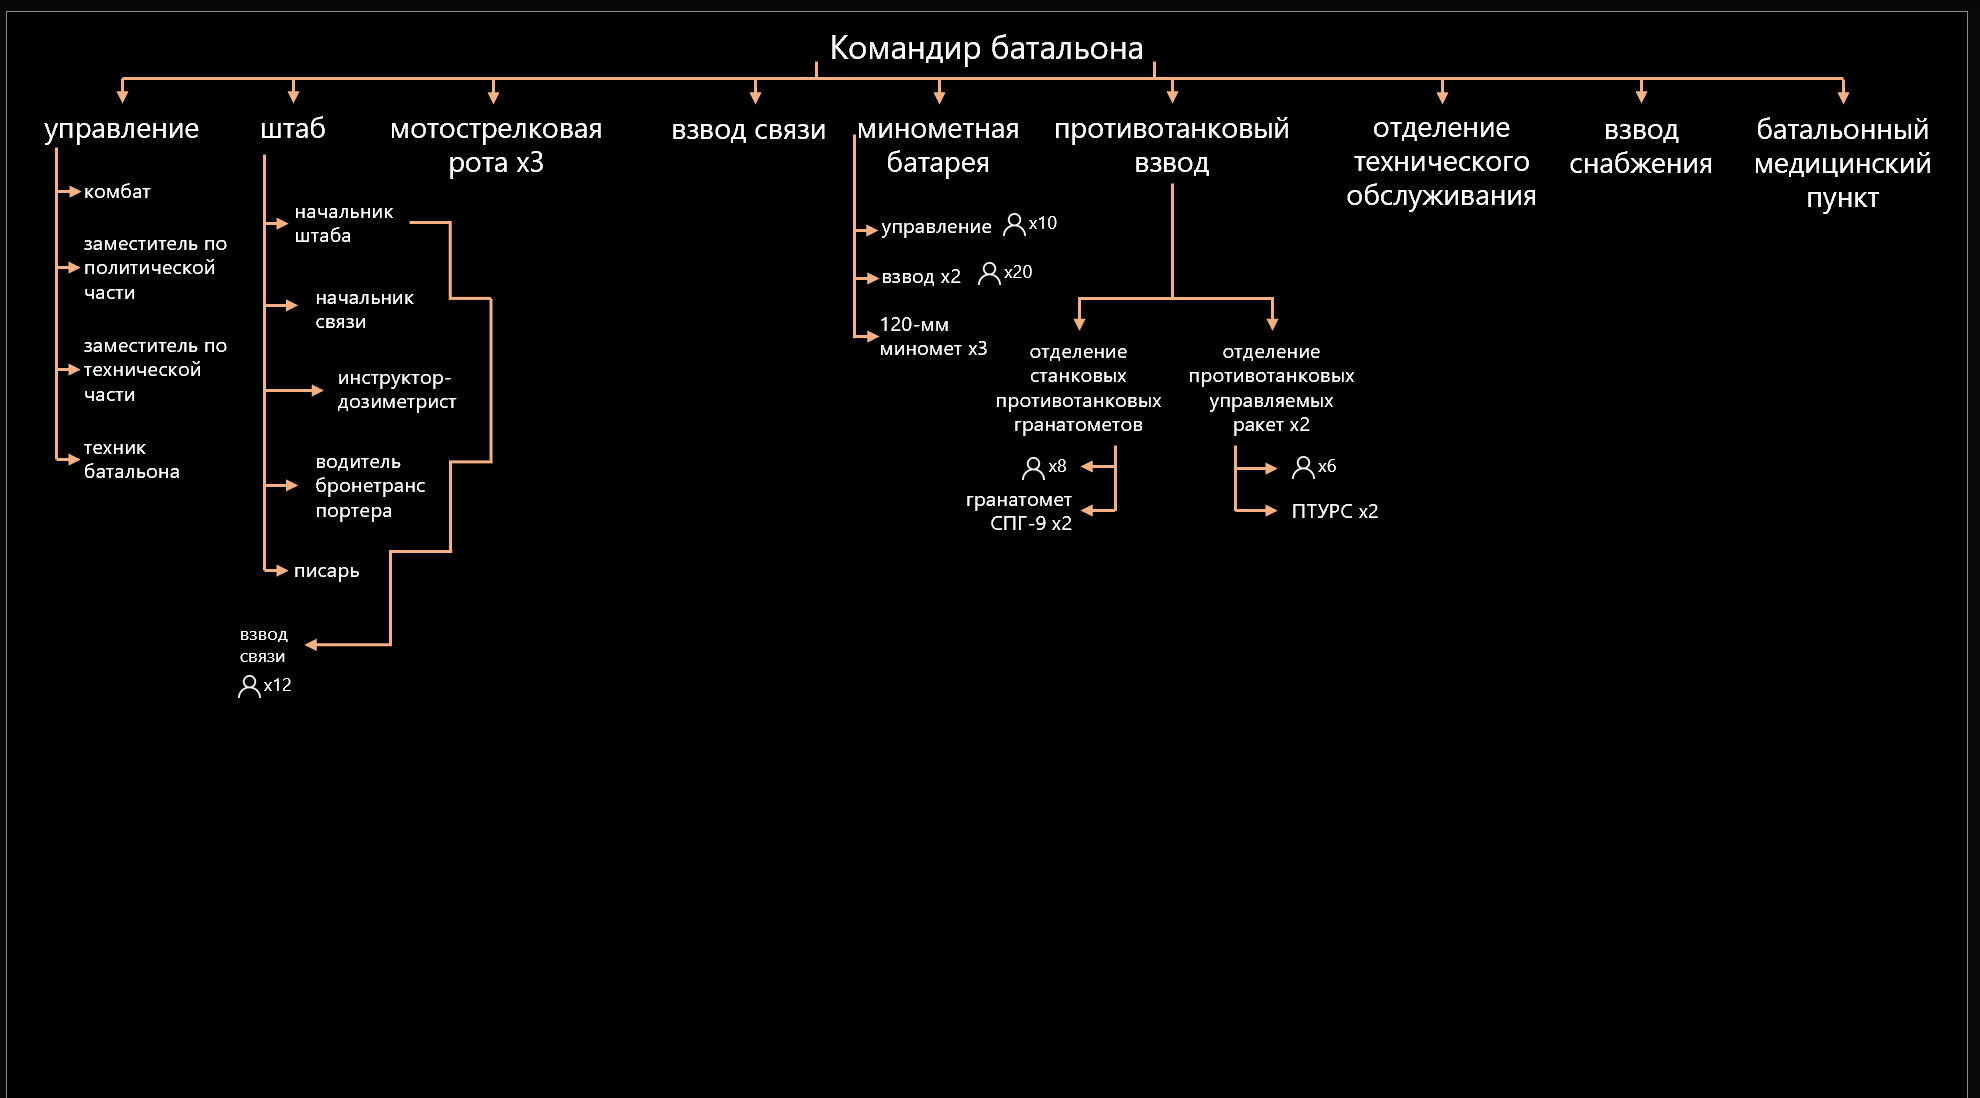 Командир батальона
управление
комбат
заместитель по
политической
части
заместитель по
технической
части
техник
батальона
штаб
начальник
штаба
начальник
связи
инструктор-
дозиметрист
водитель
бронетранс
портера
писарь
взвод
связи
x12
мотострелковая
рота x3
взвод связи
минометная
батарея
управление x10
взвод x2 x20
120-мм
миномет x3
противотанковый
взвод
отделение
станковых
противотанковых
гранатометов
x8
гранатомет
СПГ-9 x2
отделение
противотанковых
управляемых
ракет x2
x6
ПТУРС x2
отделение
технического
обслуживания
взвод
снабжения
батальонный
медицинский
пункт